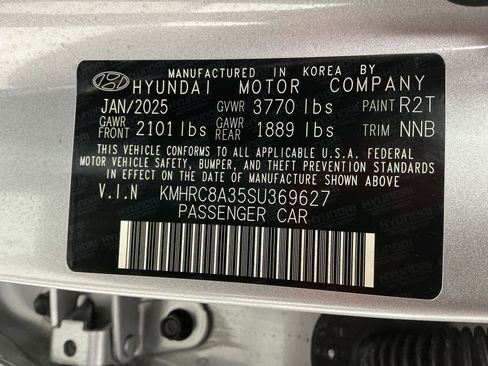 MANUFACTURED IN KOREA BY
HYUNDAI MOTOR COMPANY
JAN/2025 GVWR 3770 lbs PAINT R2T
GAWR FRONT 2101 lbs GAWR REAR 1889 lbs TRIM NNB
THIS VEHICLE CONFORMS TO ALL APPLICABLE U.S.A. FEDERAL
MOTOR VEHICLE SAFETY, BUMPER, AND THEFT PREVENTION STANDARDS
IN EFFECT ON THE DATE OF MANUFACTURE SHOWN ABOVE.
V.I.N KMHRC8A35SU369627
PASSENGER CAR